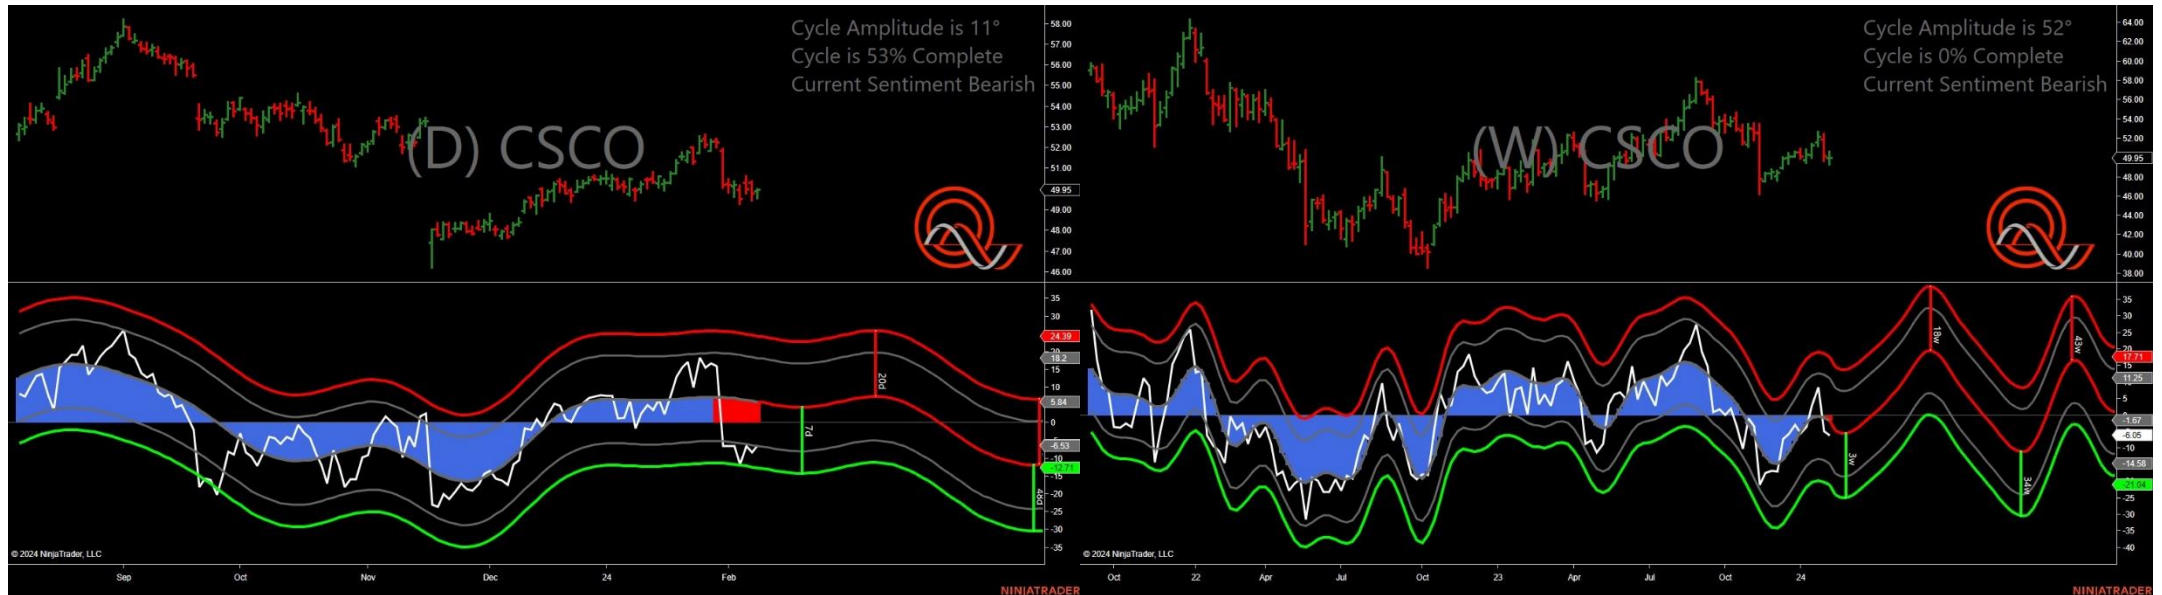 Cycle Amplitude is 11°
Cycle is 53% Complete
Current Sentiment Bearish
(D) CSCO
58.00
57.00
56.00
55.00
54.00
53.00
52.00
51.00
49.95
49.00
48.00
47.00
46.00
35
30
24.39
18.2
15
10
5.84
0
-6.53
-10
-12.71
-15
-20
-25
-30
-35
7d
20d
48d
© 2024 NinjaTrader, LLC
Sep
Oct
Nov
Dec
24
Feb
NINJATRADER
Cycle Amplitude is 52°
Cycle is 0% Complete
Current Sentiment Bearish
(W) CSCO
64.00
62.00
60.00
58.00
56.00
54.00
52.00
49.95
48.00
46.00
44.00
42.00
40.00
38.00
35
30
25
20
17.71
11.25
5
0
-1.67
-6.05
-10
-14.58
-21.04
-25
-30
-35
-40
3w
18w
34w
43w
© 2024 NinjaTrader, LLC
Oct
22
Apr
Jul
Oct
23
Apr
Jul
Oct
24
NINJATRADER